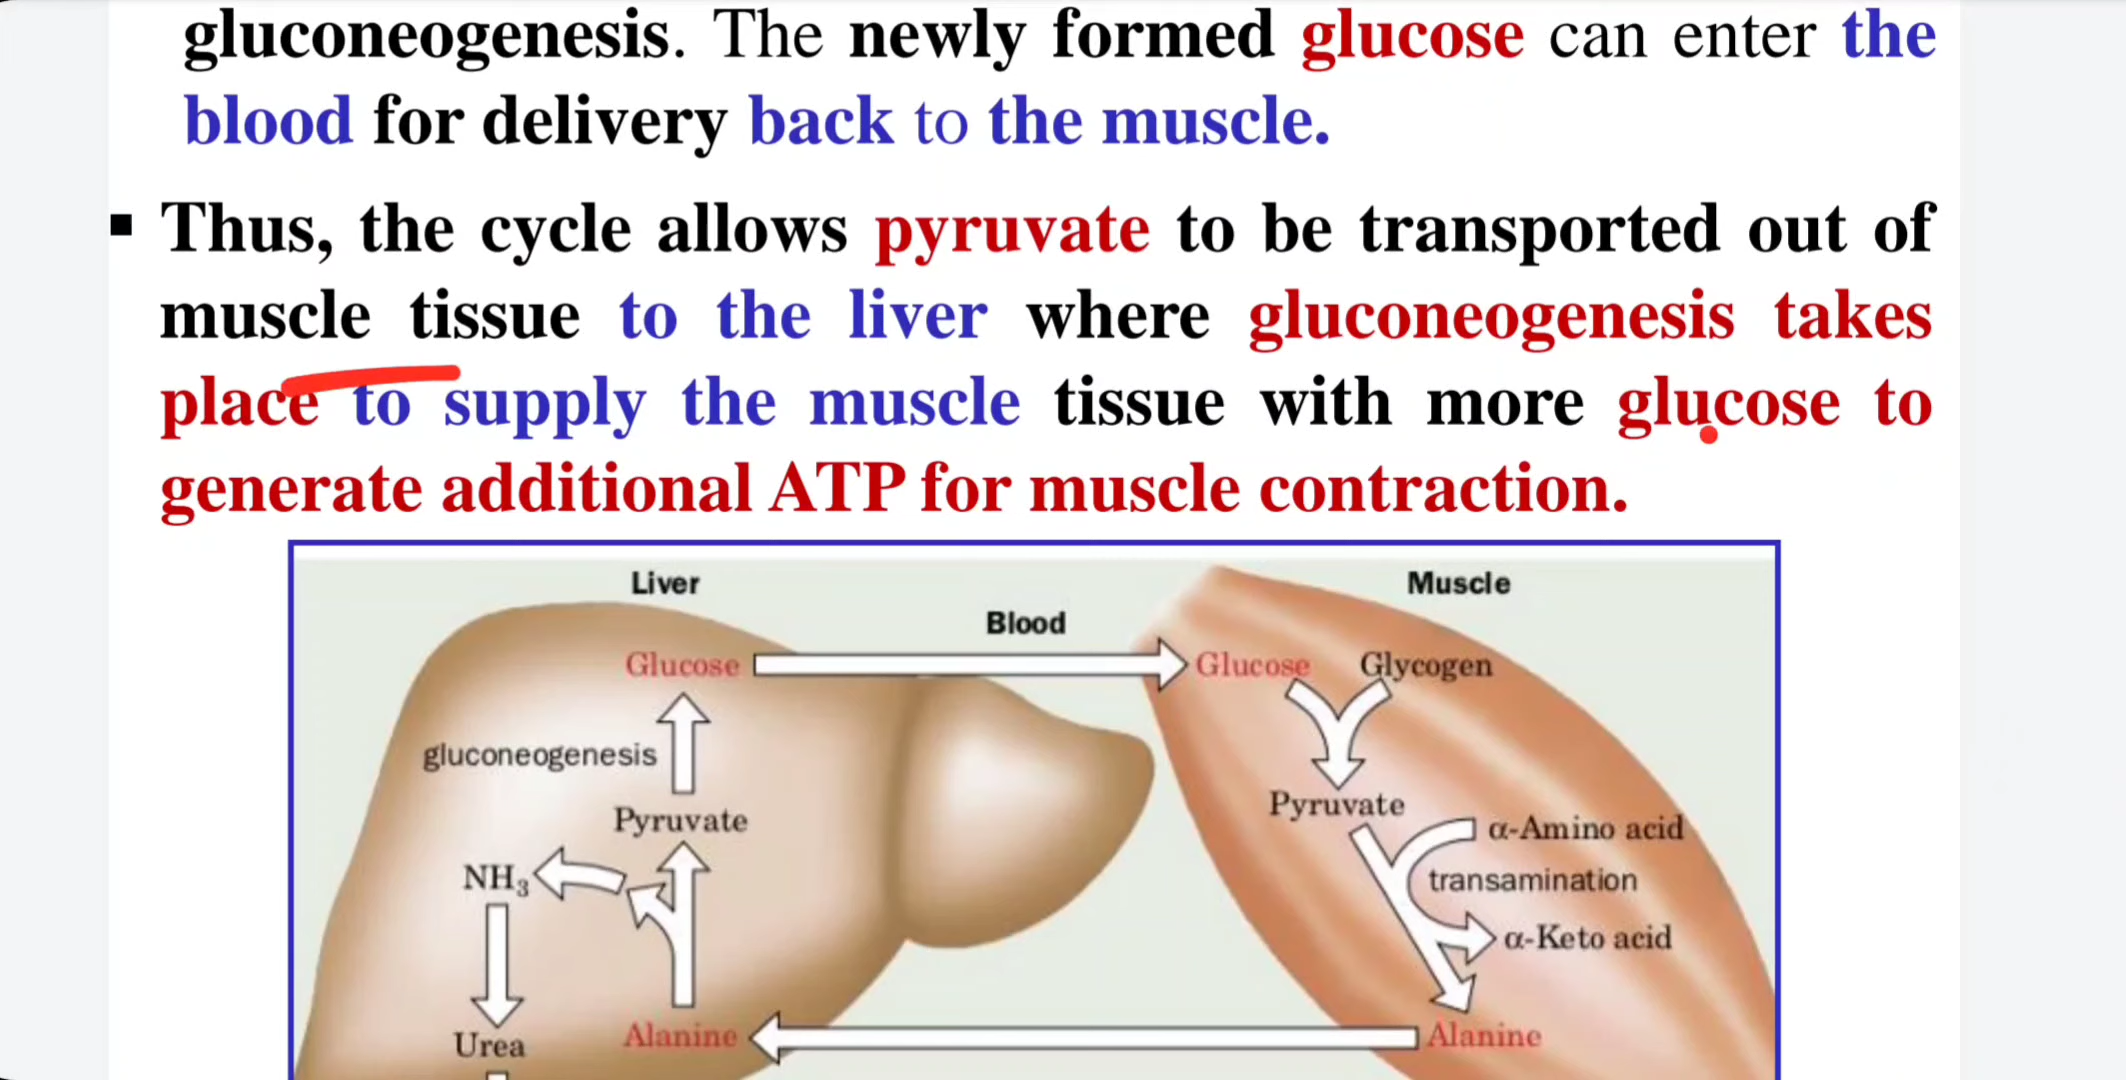 gluconeogenesis. The newly formed glucose can enter the
blood for delivery back to the muscle.
▪ Thus, the cycle allows pyruvate to be transported out of
muscle tissue to the liver where gluconeogenesis takes
place to supply the muscle tissue with more glucose to
generate additional ATP for muscle contraction.
Liver
Muscle
Blood
Glucose
Glucose
Glycogen
gluconeogenesis
Pyruvate
Pyruvate
α-Amino acid
NH₃
transamination
α-Keto acid
Urea
Alanine
Alanine